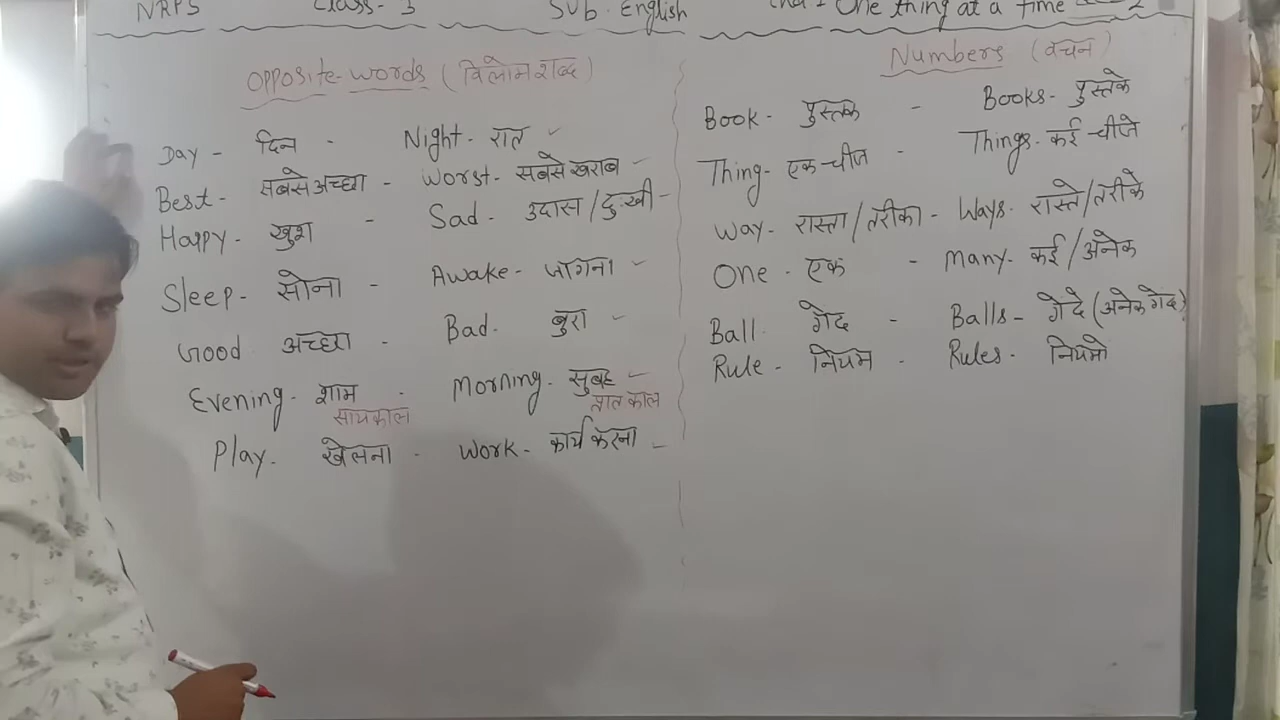 NRPS Class- 3 Sub. English One thing at a Time
Opposite-words (विलोम शब्द)
Day - दिन - Night - रात
Best - सबसे अच्छा - Worst - सबसे खराब
Happy - खुश - Sad - उदास / दुःखी -
Sleep - सोना - Awake - जागना
Good अच्छा - Bad - बुरा
Evening - शाम - Morning - सुबह
सायकाल
Play - खेलना - Work - कार्य करना -
Numbers (वचन)
Book - पुस्तक - Books - पुस्तके
Thing - एक चीज - Things - कई चीजे
Way - रास्ता / तरीका - Ways - रास्ते/तरीके
One - एक - Many - कई / अनेक
Ball गेद - Balls - गेदे (अनेक गेद)
Rule - नियम - Rules - नियमो